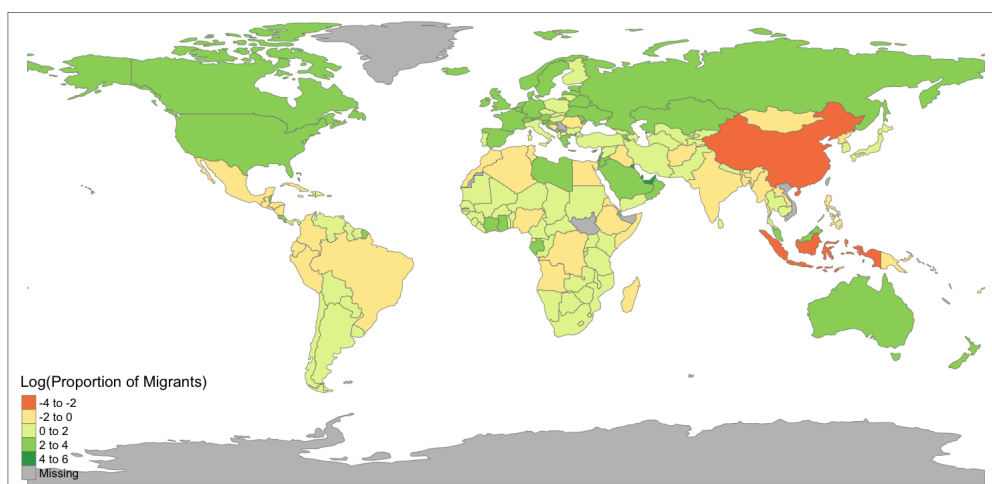 Log(Proportion of Migrants)
-4 to -2
-2 to 0
0 to 2
2 to 4
4 to 6
Missing